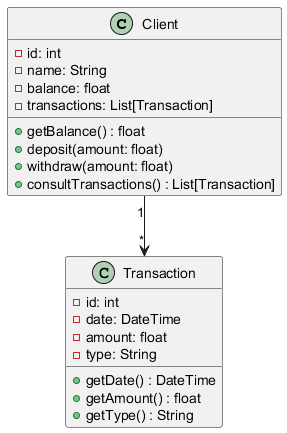 C Client
id: int
name: String
balance: float
transactions: List[Transaction]
getBalance() : float
deposit(amount: float)
withdraw(amount: float)
consultTransactions() : List[Transaction]
1
*
C Transaction
id: int
date: DateTime
amount: float
type: String
getDate() : DateTime
getAmount() : float
getType() : String